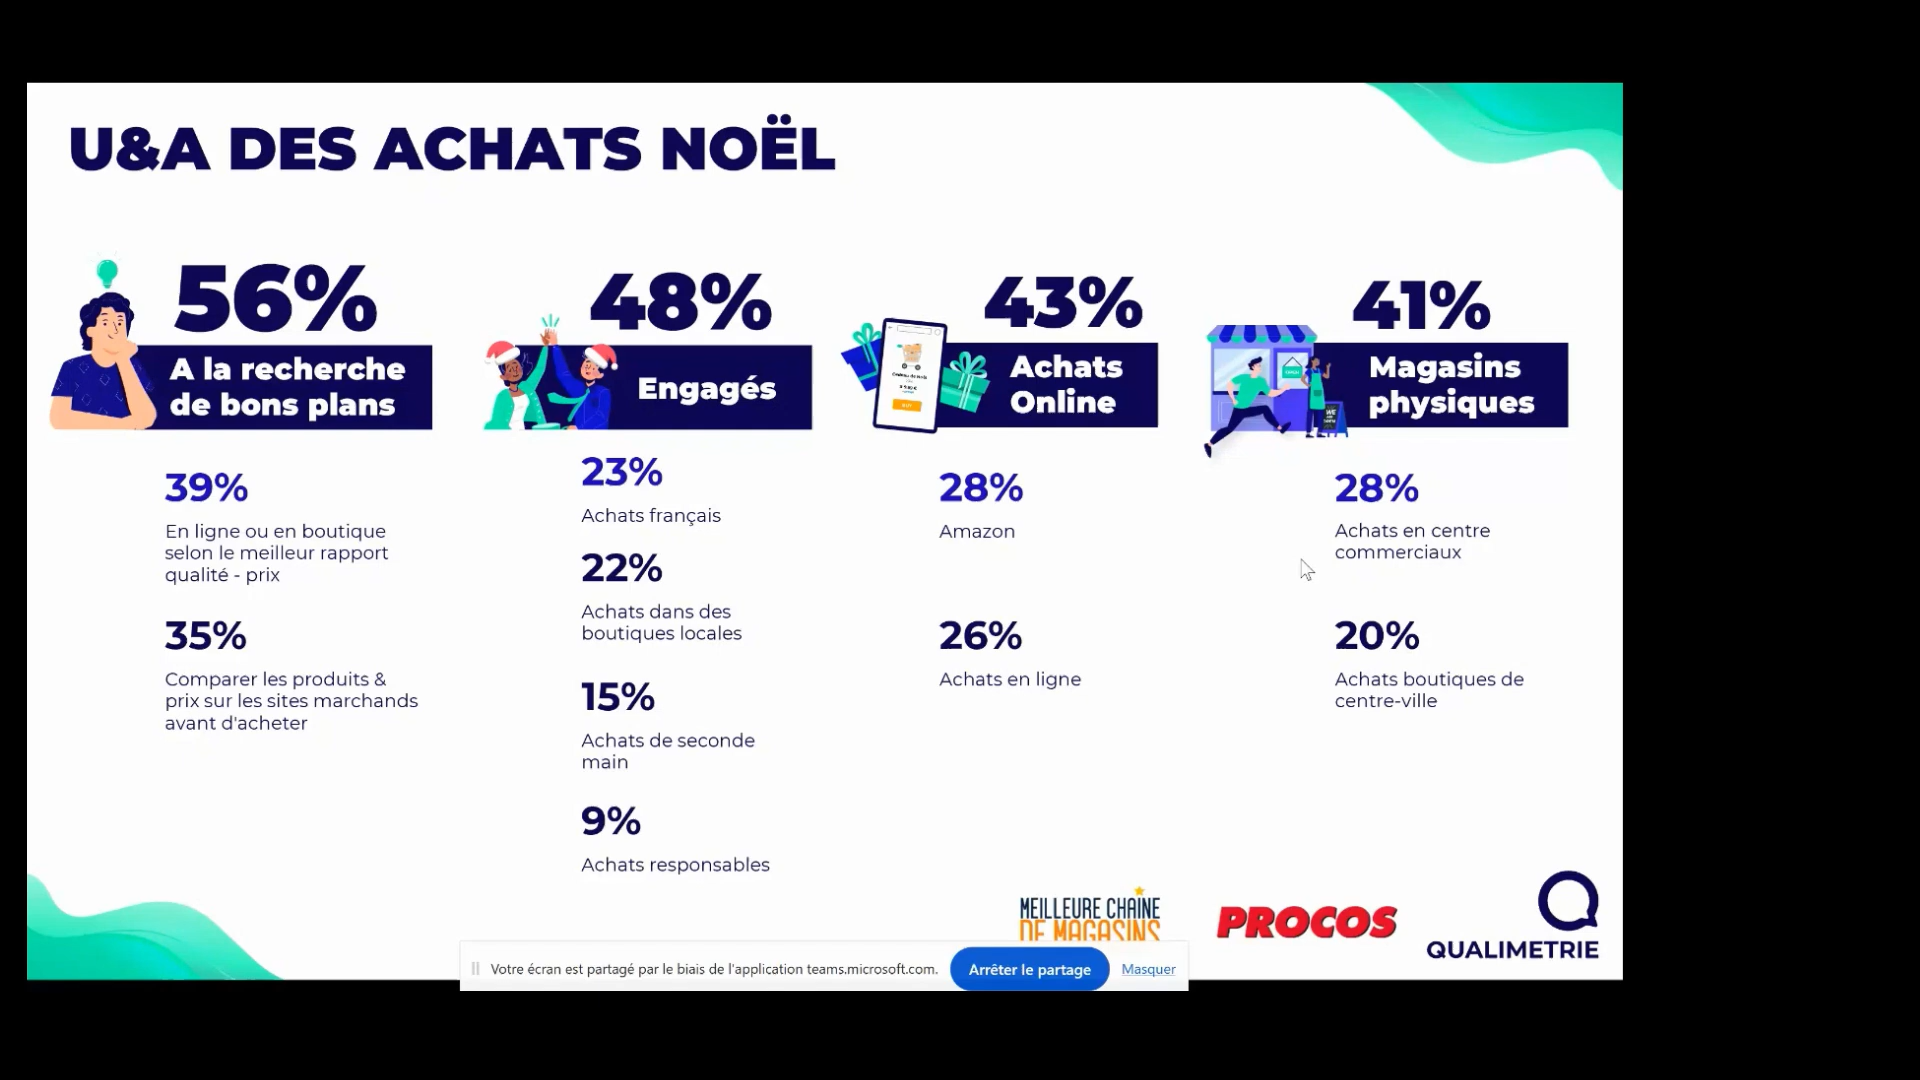 U&A DES ACHATS NOËL
56%
A la recherche
de bons plans
39%
En ligne ou en boutique
selon le meilleur rapport
qualité - prix
35%
Comparer les produits &
prix sur les sites marchands
avant d'acheter
48%
Engagés
23%
Achats français
22%
Achats dans des
boutiques locales
15%
Achats de seconde
main
9%
Achats responsables
43%
Achats
Online
28%
Amazon
26%
Achats en ligne
41%
Magasins
physiques
OPEN
WE
28%
Achats en centre
commerciaux
20%
Achats boutiques de
centre-ville
MEILLEURE CHAÎNE
DE MAGASINS
PROCOS
QUALIMETRIE
Votre écran est partagé par le biais de l'application teams.microsoft.com.
Arrêter le partage
Masquer